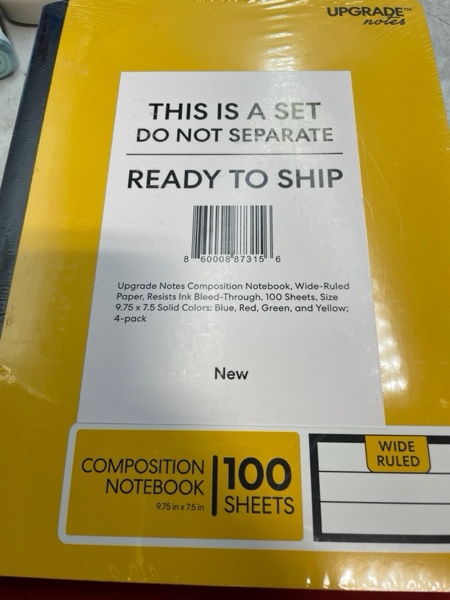 UPGRADE™
notes
THIS IS A SET
DO NOT SEPARATE
READY TO SHIP
8 60008 87315 6
Upgrade Notes Composition Notebook, Wide-Ruled
Paper, Resists Ink Bleed-Through, 100 Sheets, Size
9.75 x 7.5 Solid Colors: Blue, Red, Green, and Yellow;
4-pack
New
COMPOSITION
NOTEBOOK
9.75 in x 7.5 in
100
SHEETS
WIDE
RULED